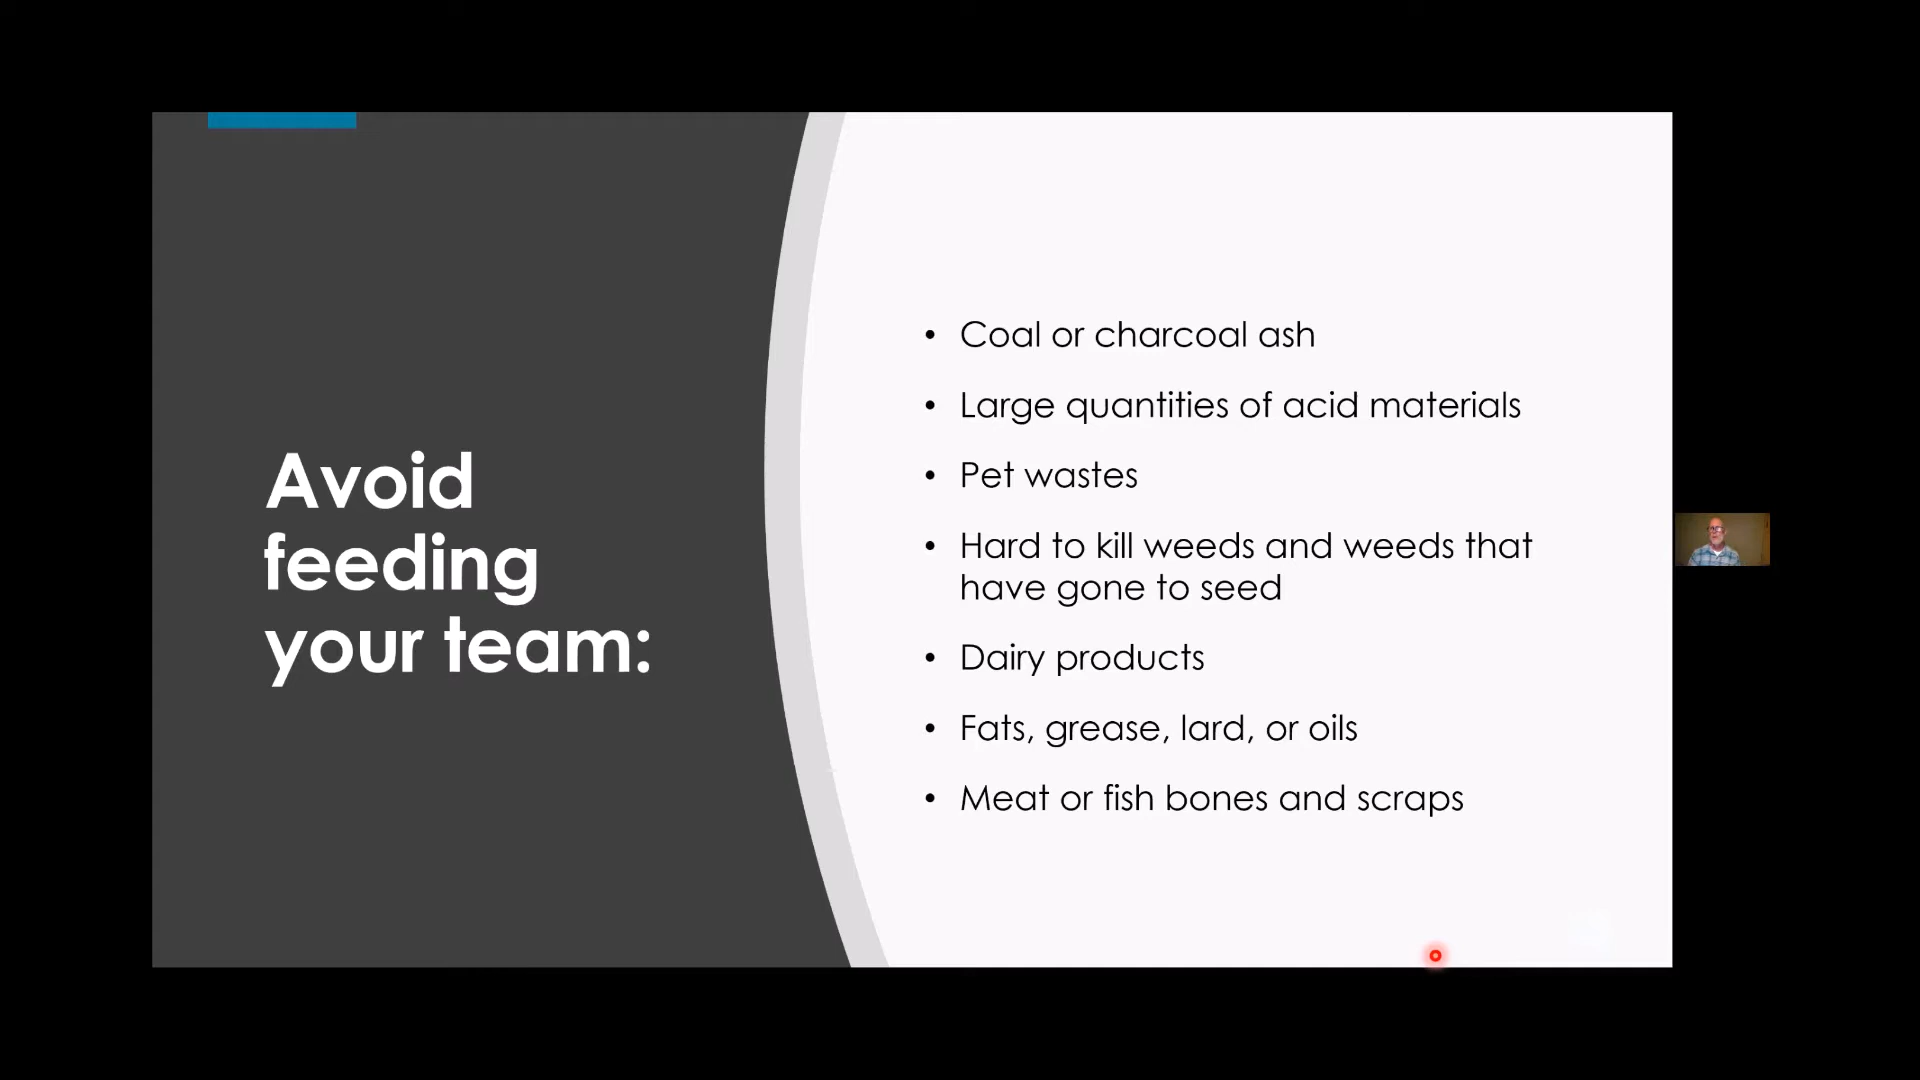 Avoid
feeding
your team:
• Coal or charcoal ash
• Large quantities of acid materials
• Pet wastes
• Hard to kill weeds and weeds that
have gone to seed
• Dairy products
• Fats, grease, lard, or oils
• Meat or fish bones and scraps